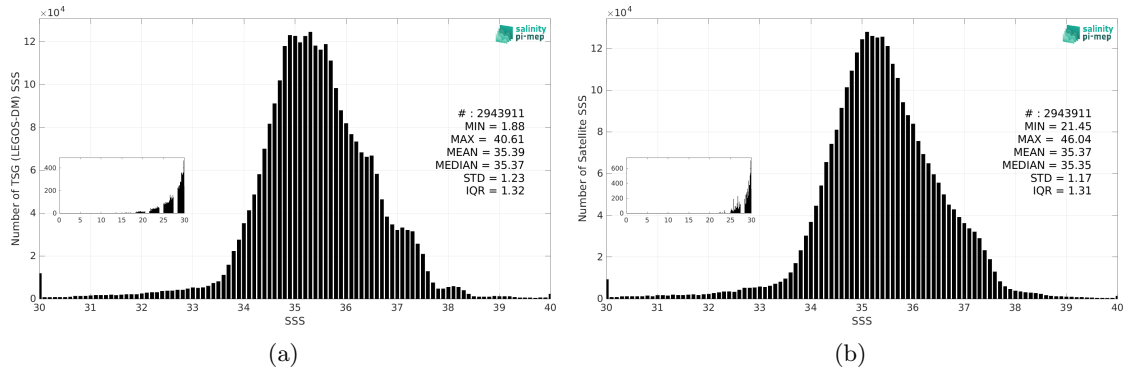 ×10⁴
salinity
pi-mep
12
10
8
6
4
2
0
Number of TSG (LEGOS-DM) SSS
# : 2943911
MIN = 1.88
MAX = 40.61
MEAN = 35.39
MEDIAN = 35.37
STD = 1.23
IQR = 1.32
400
200
0
0 5 10 15 20 25 30
30 31 32 33 34 35 36 37 38 39 40
SSS
(a)
×10⁴
salinity
pi-mep
12
10
8
6
4
2
0
Number of Satellite SSS
# : 2943911
MIN = 21.45
MAX = 46.04
MEAN = 35.37
MEDIAN = 35.35
STD = 1.17
IQR = 1.31
600
400
200
0
0 5 10 15 20 25 30
30 31 32 33 34 35 36 37 38 39 40
SSS
(b)